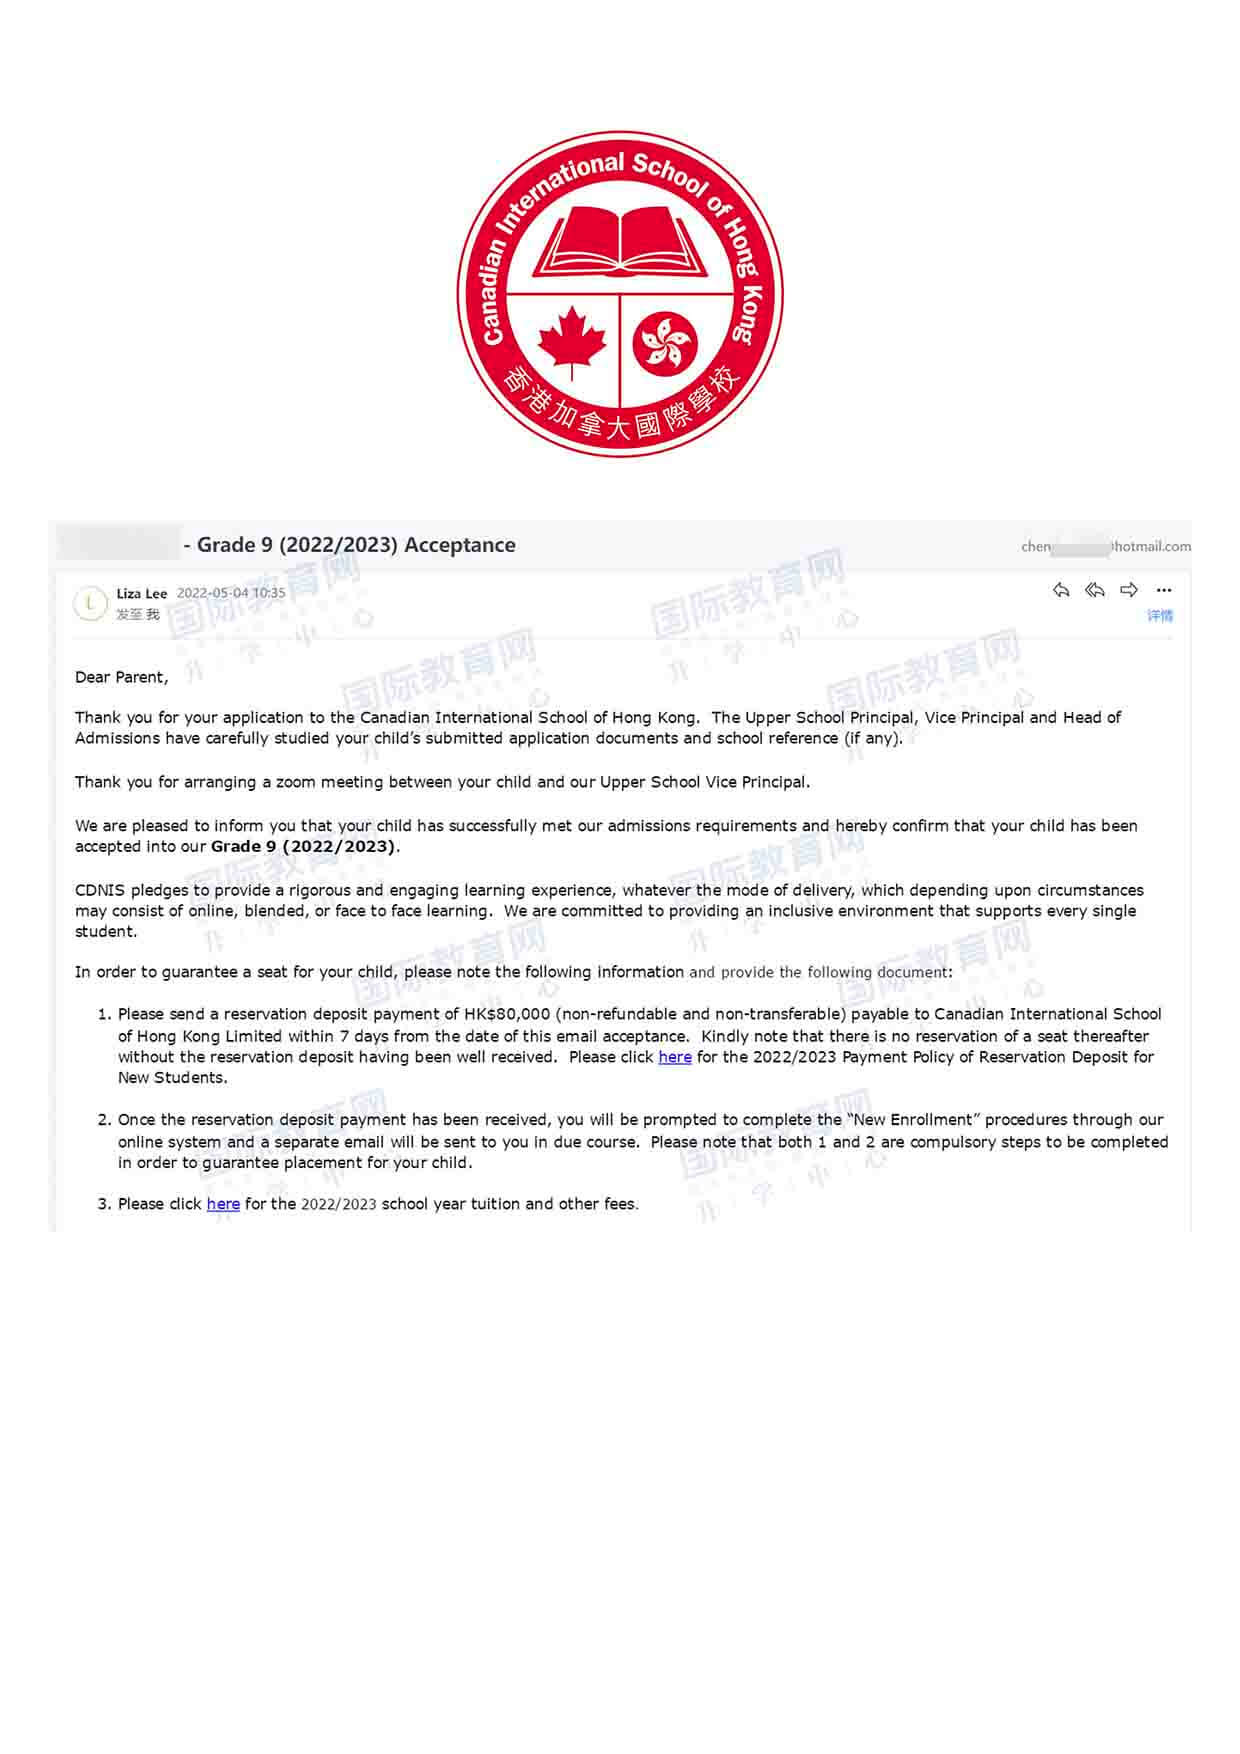 Canadian International School of Hong Kong
香港加拿大國際學校
- Grade 9 (2022/2023) Acceptance
chen
hotmail.com
L
Liza Lee 2022-05-04 10:35
发至 我
详情
国际教育网
升学中心
Dear Parent,
Thank you for your application to the Canadian International School of Hong Kong. The Upper School Principal, Vice Principal and Head of
Admissions have carefully studied your child’s submitted application documents and school reference (if any).
Thank you for arranging a zoom meeting between your child and our Upper School Vice Principal.
We are pleased to inform you that your child has successfully met our admissions requirements and hereby confirm that your child has been
accepted into our Grade 9 (2022/2023).
CDNIS pledges to provide a rigorous and engaging learning experience, whatever the mode of delivery, which depending upon circumstances
may consist of online, blended, or face to face learning. We are committed to providing an inclusive environment that supports every single
student.
In order to guarantee a seat for your child, please note the following information and provide the following document:
1. Please send a reservation deposit payment of HK$80,000 (non-refundable and non-transferable) payable to Canadian International School
of Hong Kong Limited within 7 days from the date of this email acceptance. Kindly note that there is no reservation of a seat thereafter
without the reservation deposit having been well received. Please click here for the 2022/2023 Payment Policy of Reservation Deposit for
New Students.
2. Once the reservation deposit payment has been received, you will be prompted to complete the “New Enrollment” procedures through our
online system and a separate email will be sent to you in due course. Please note that both 1 and 2 are compulsory steps to be completed
in order to guarantee placement for your child.
3. Please click here for the 2022/2023 school year tuition and other fees.